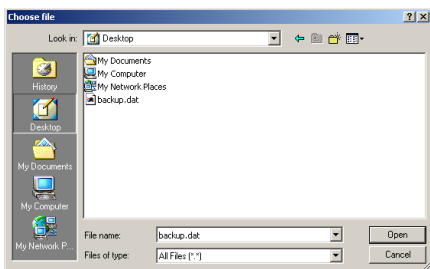 Choose file
Look in: Desktop
History
Desktop
My Documents
My Computer
My Network P...
My Documents
My Computer
My Network Places
backup.dat
File name: backup.dat Open
Files of type: All Files (*.*) Cancel